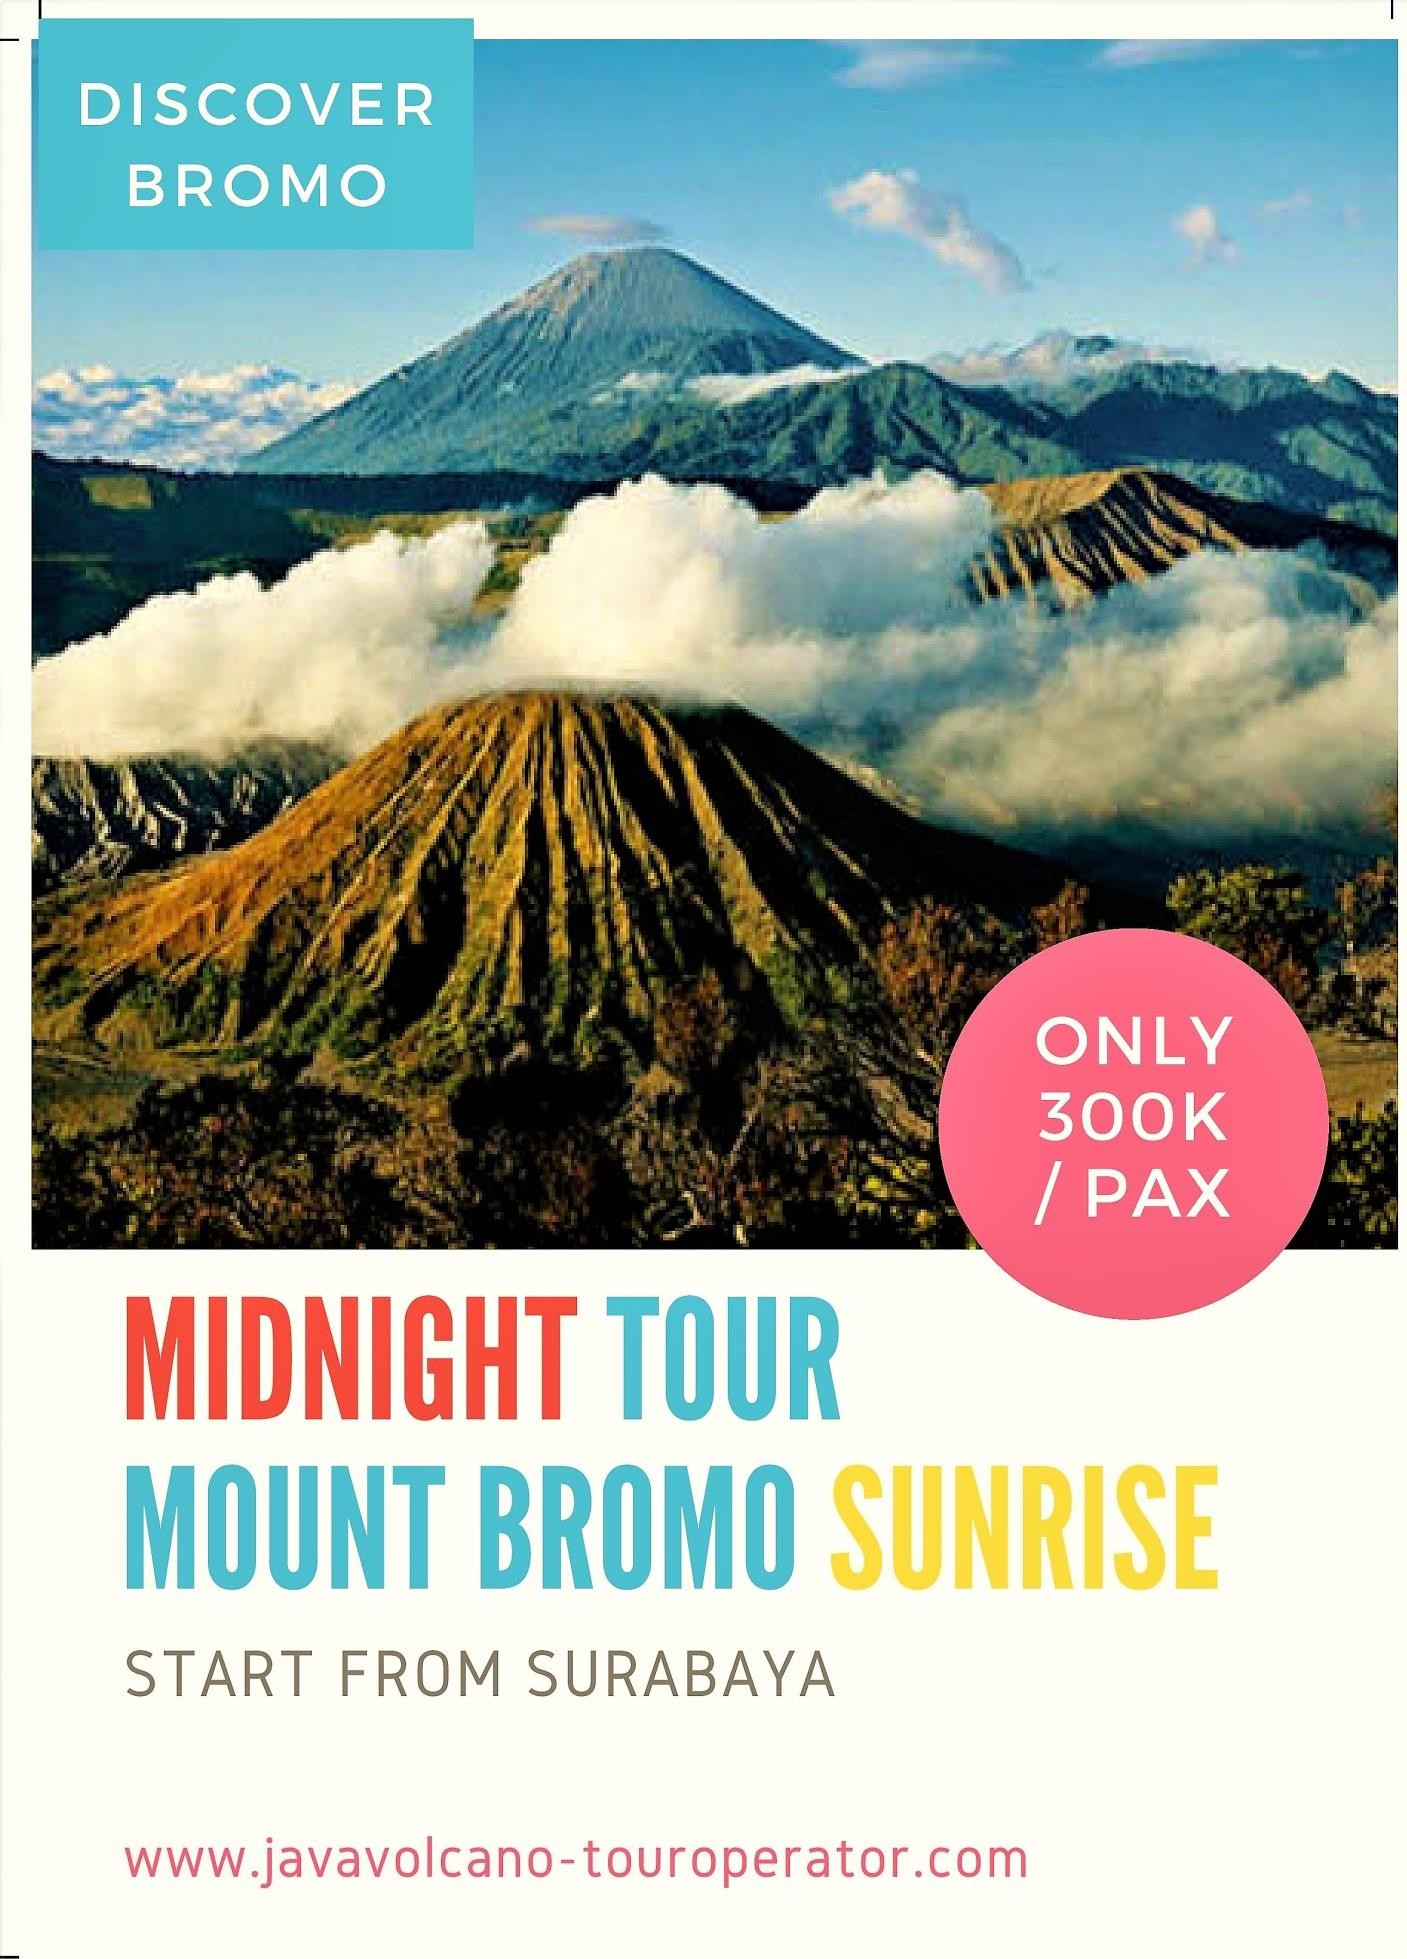 DISCOVER
BROMO
ONLY
300K
/ PAX
MIDNIGHT TOUR
MOUNT BROMO SUNRISE
START FROM SURABAYA
www.javavolcano-touroperator.com